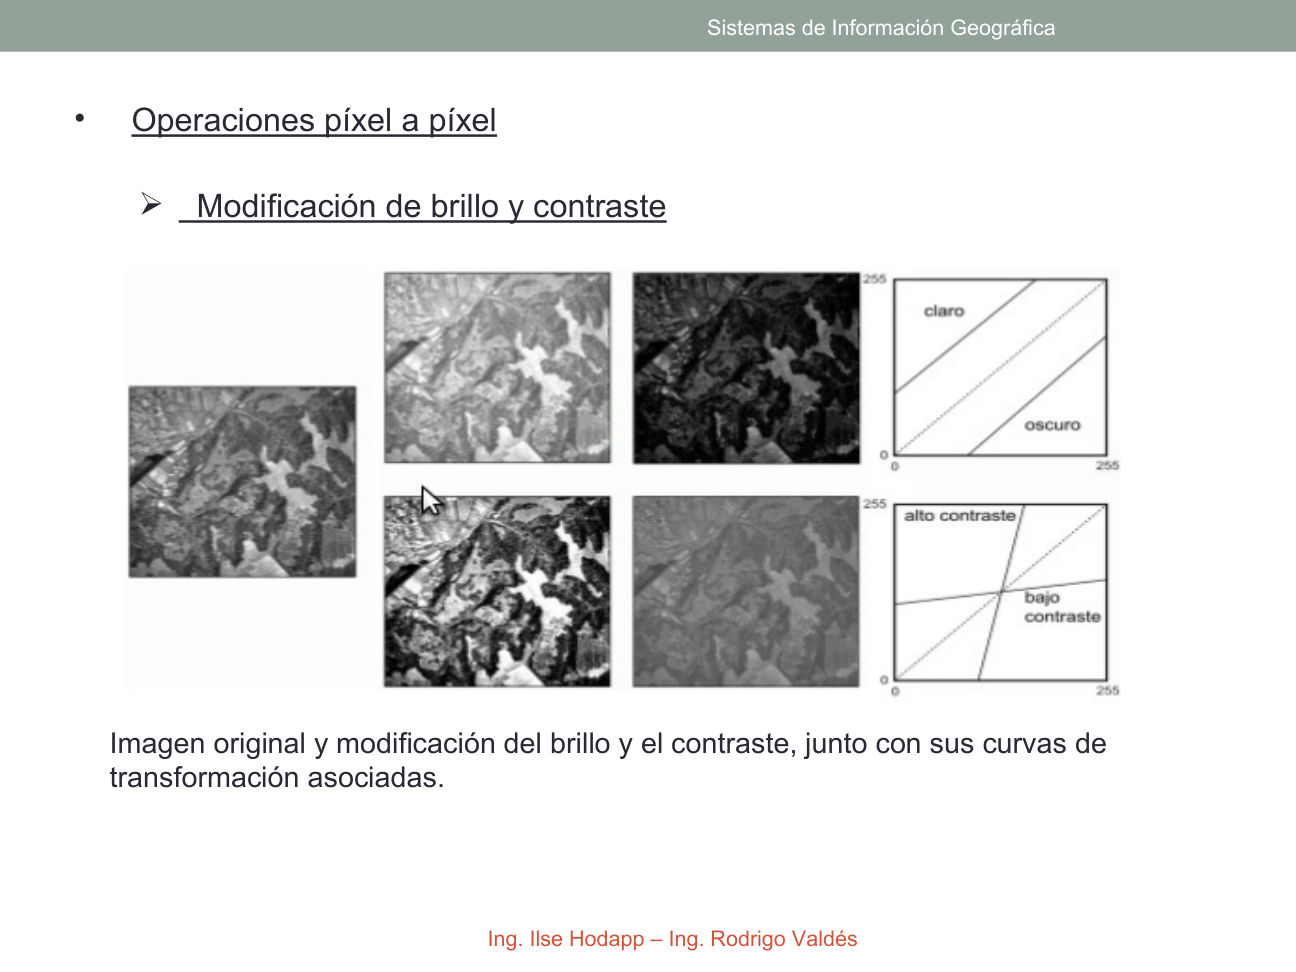 Sistemas de Información Geográfica
• Operaciones píxel a píxel
➢ Modificación de brillo y contraste
255
claro
oscuro
0
0
255
255
alto contraste
bajo
contraste
0
0
255
Imagen original y modificación del brillo y el contraste, junto con sus curvas de
transformación asociadas.
Ing. Ilse Hodapp – Ing. Rodrigo Valdés